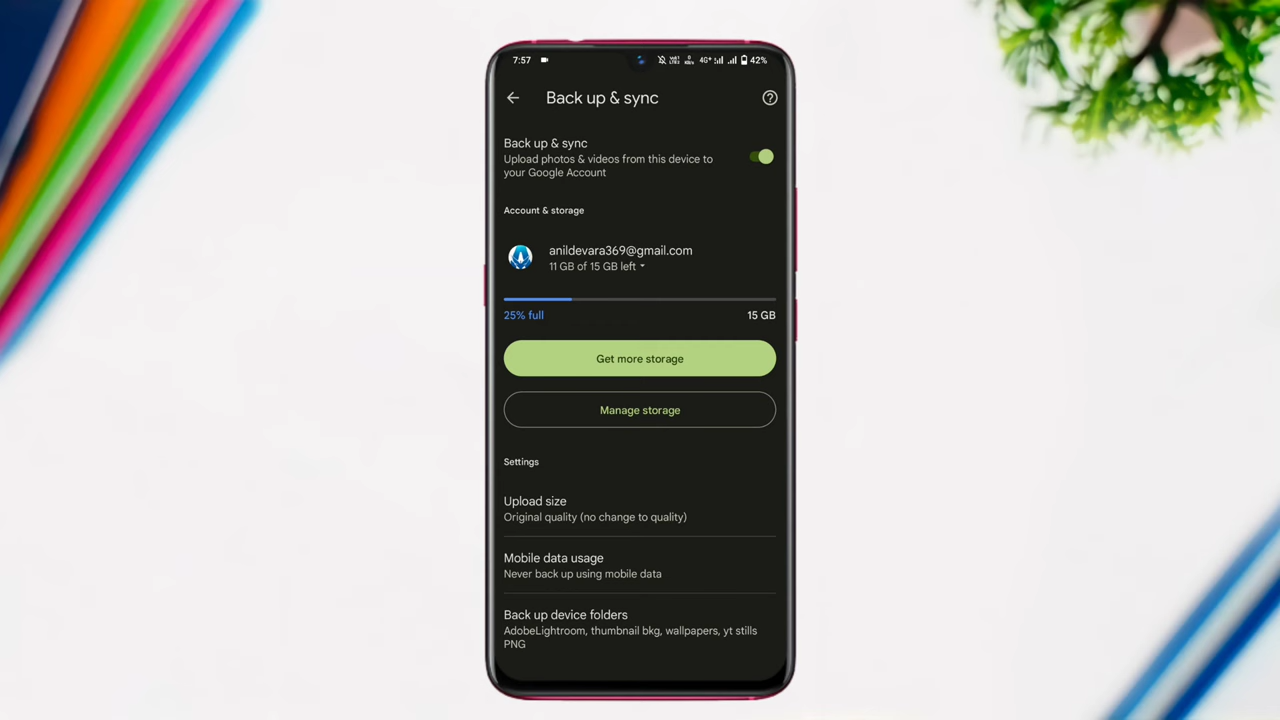 7:57 4G+ 42%
Back up & sync
Back up & sync
Upload photos & videos from this device to
your Google Account
Account & storage
anildevara369@gmail.com
11 GB of 15 GB left
25% full 15 GB
Get more storage
Manage storage
Settings
Upload size
Original quality (no change to quality)
Mobile data usage
Never back up using mobile data
Back up device folders
AdobeLightroom, thumbnail bkg, wallpapers, yt stills
PNG